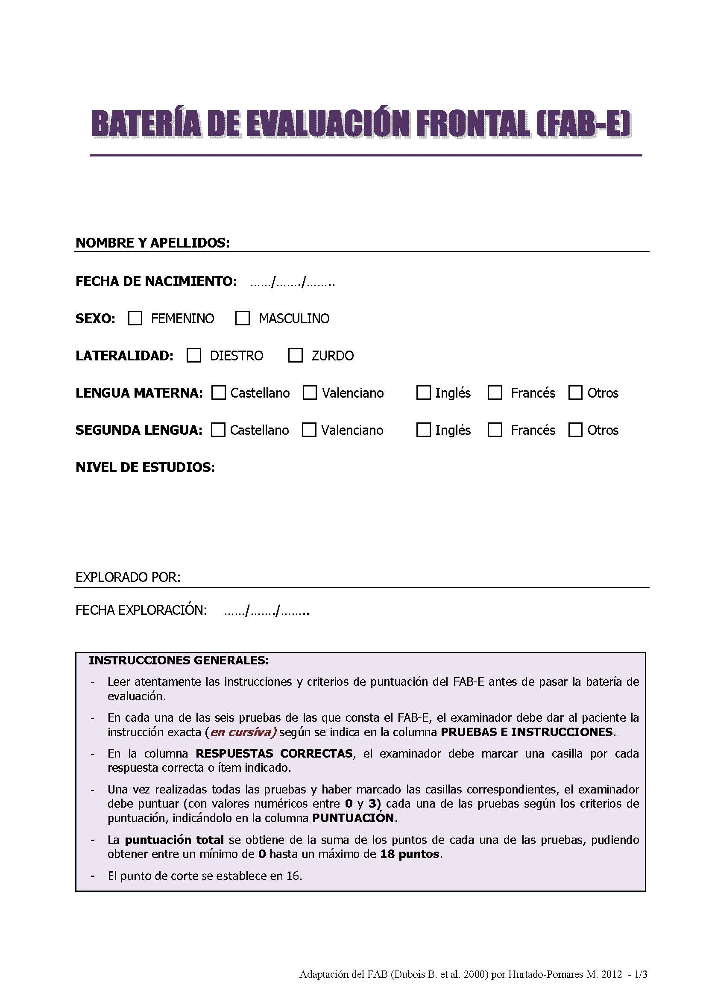 BATERÍA DE EVALUACIÓN FRONTAL (FAB-E)
NOMBRE Y APELLIDOS:
FECHA DE NACIMIENTO: ……/……./……..
SEXO: FEMENINO MASCULINO
LATERALIDAD: DIESTRO ZURDO
LENGUA MATERNA: Castellano Valenciano Inglés Francés Otros
SEGUNDA LENGUA: Castellano Valenciano Inglés Francés Otros
NIVEL DE ESTUDIOS:
EXPLORADO POR:
FECHA EXPLORACIÓN: ……/……./……..
INSTRUCCIONES GENERALES:
- Leer atentamente las instrucciones y criterios de puntuación del FAB-E antes de pasar la batería de
evaluación.
- En cada una de las seis pruebas de las que consta el FAB-E, el examinador debe dar al paciente la
instrucción exacta (en cursiva) según se indica en la columna PRUEBAS E INSTRUCCIONES.
- En la columna RESPUESTAS CORRECTAS, el examinador debe marcar una casilla por cada
respuesta correcta o ítem indicado.
- Una vez realizadas todas las pruebas y haber marcado las casillas correspondientes, el examinador
debe puntuar (con valores numéricos entre 0 y 3) cada una de las pruebas según los criterios de
puntuación, indicándolo en la columna PUNTUACIÓN.
- La puntuación total se obtiene de la suma de los puntos de cada una de las pruebas, pudiendo
obtener entre un mínimo de 0 hasta un máximo de 18 puntos.
- El punto de corte se establece en 16.
Adaptación del FAB (Dubois B. et al. 2000) por Hurtado-Pomares M. 2012 - 1/3